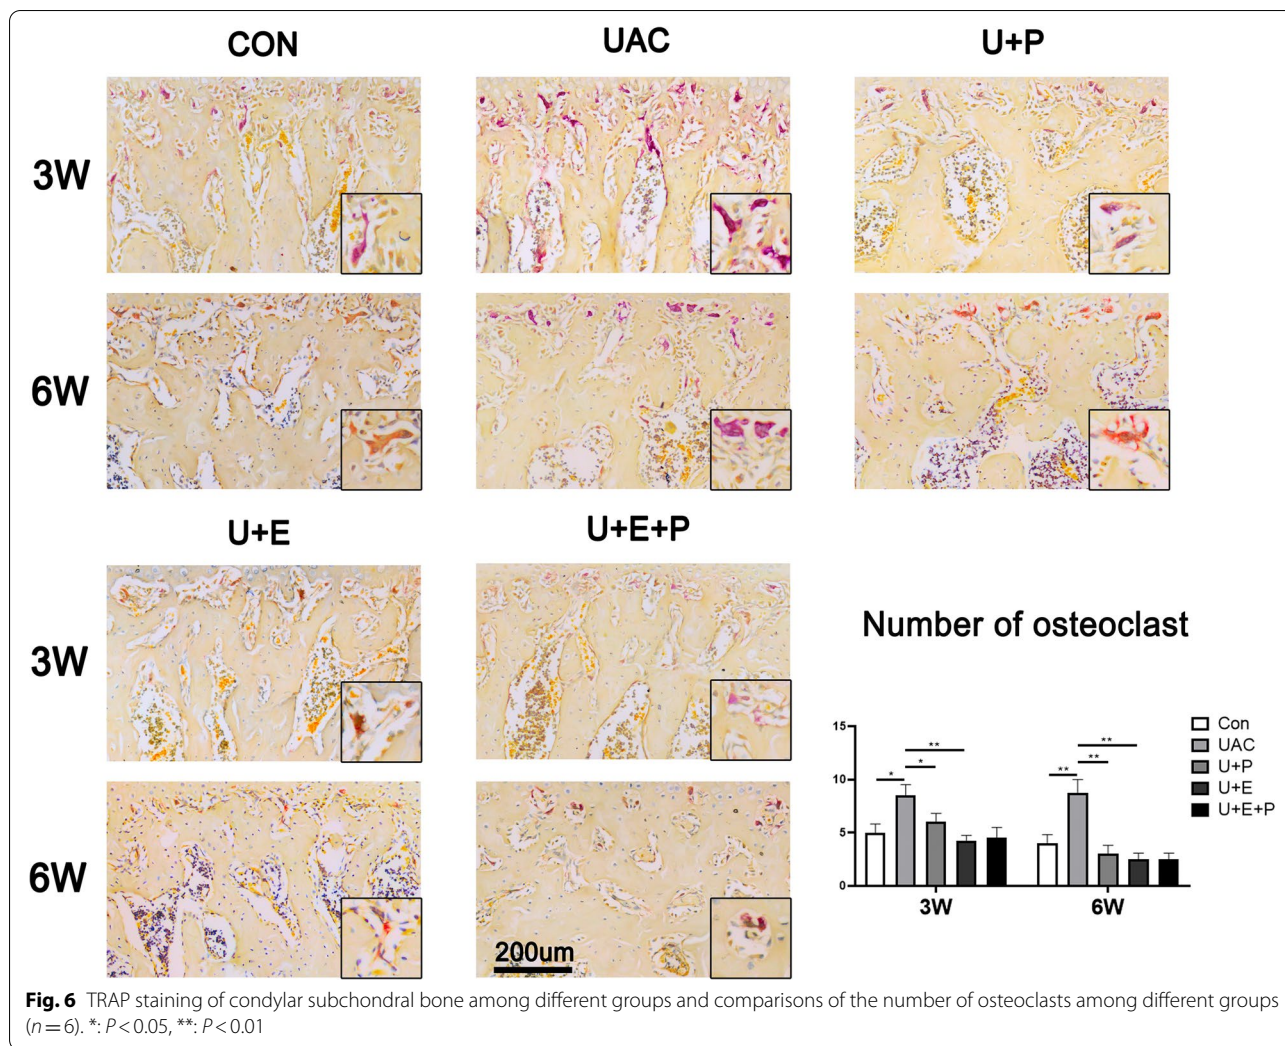 CON UAC U+P
3W
6W
U+E U+E+P
3W
6W
200um
Number of osteoclast
15
10
5
0
* ** *
** ** **
3W 6W
Con
UAC
U+P
U+E
U+E+P
Fig. 6 TRAP staining of condylar subchondral bone among different groups and comparisons of the number of osteoclasts among different groups
(n = 6). *: P < 0.05, **: P < 0.01